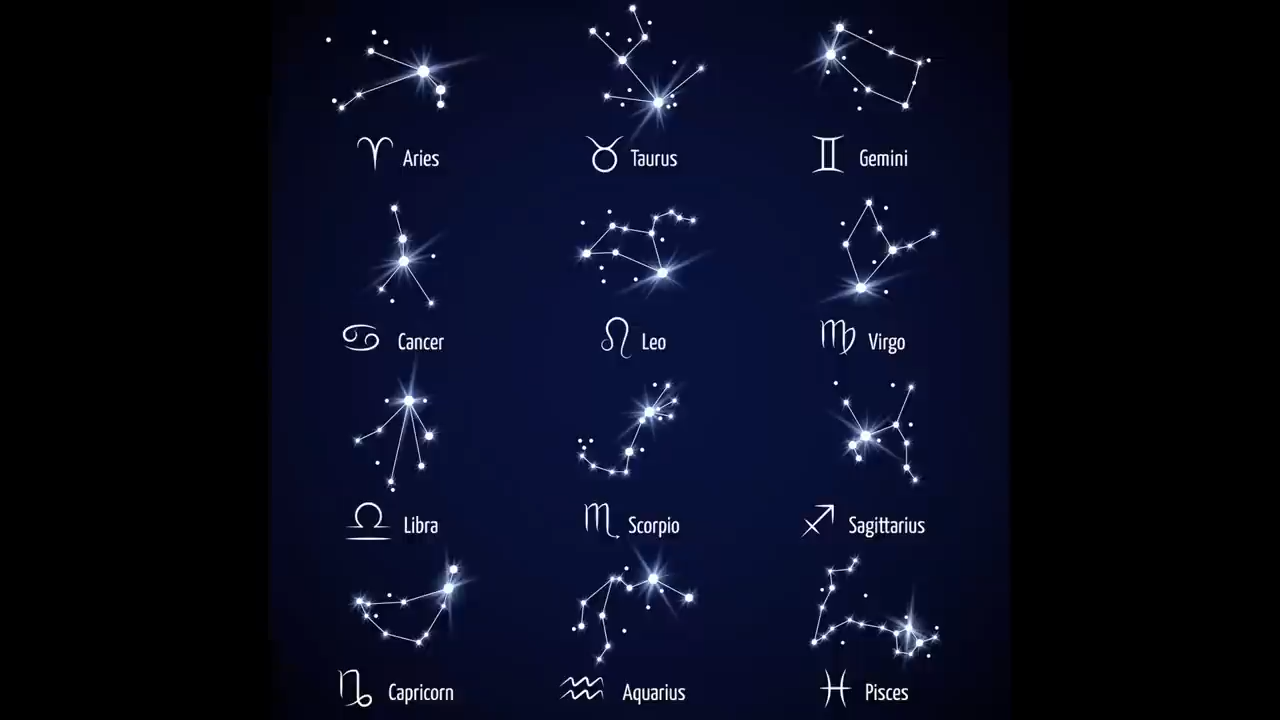 ♈ Aries
♉ Taurus
♊ Gemini
♋ Cancer
♌ Leo
♍ Virgo
♎ Libra
♏ Scorpio
♐ Sagittarius
♑ Capricorn
♒ Aquarius
♓ Pisces